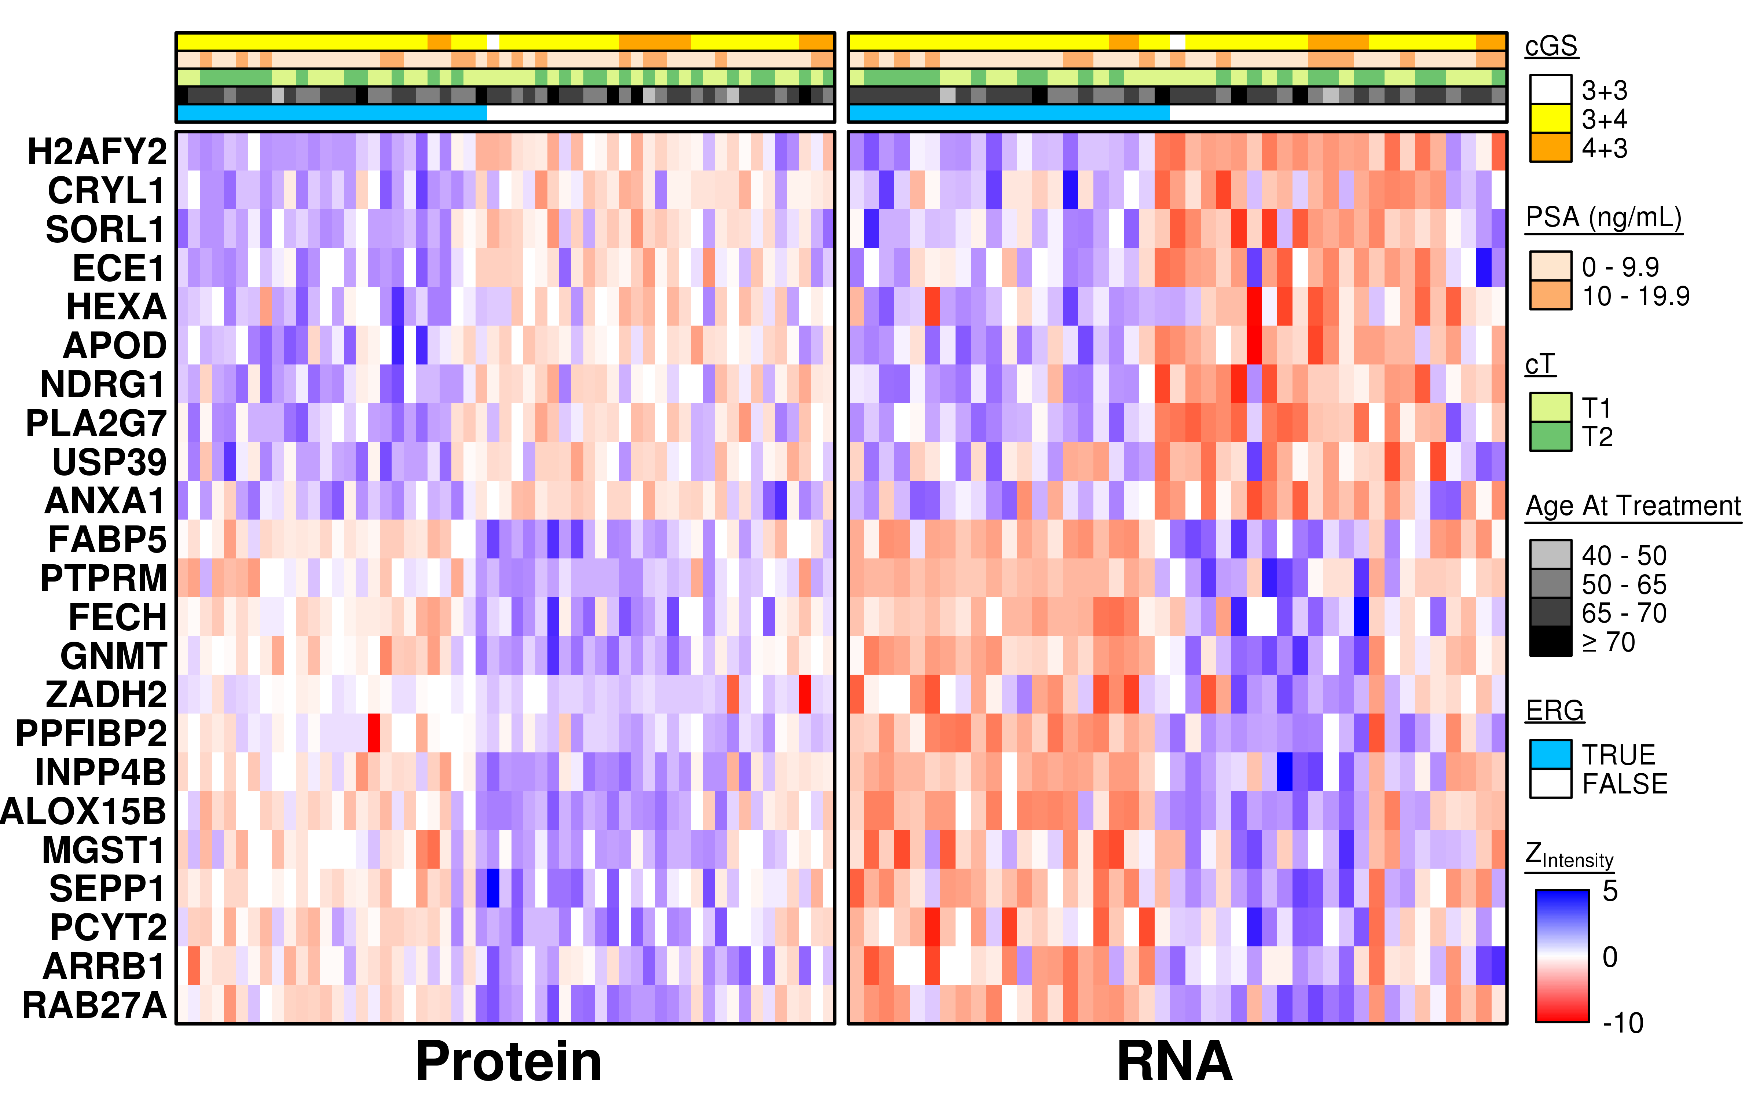 H2AFY2
CRYL1
SORL1
ECE1
HEXA
APOD
NDRG1
PLA2G7
USP39
ANXA1
FABP5
PTPRM
FECH
GNMT
ZADH2
PPFIBP2
INPP4B
ALOX15B
MGST1
SEPP1
PCYT2
ARRB1
RAB27A
Protein
RNA
cGS
3+3
3+4
4+3
PSA (ng/mL)
0 - 9.9
10 - 19.9
cT
T1
T2
Age At Treatment
40 - 50
50 - 65
65 - 70
≥ 70
ERG
TRUE
FALSE
ZIntensity
5
0
-10